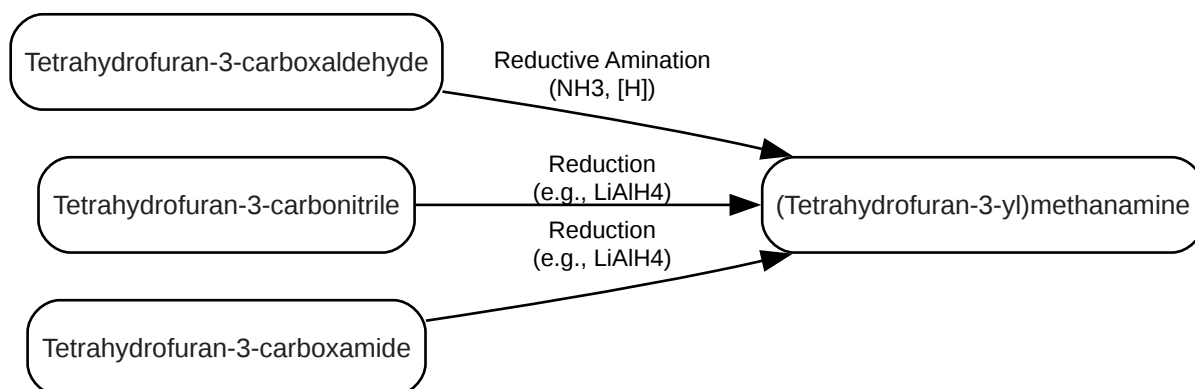 Tetrahydrofuran-3-carboxaldehyde
Reductive Amination
(NH3, [H])
Tetrahydrofuran-3-carbonitrile
Reduction
(e.g., LiAlH4)
(Tetrahydrofuran-3-yl)methanamine
Reduction
(e.g., LiAlH4)
Tetrahydrofuran-3-carboxamide